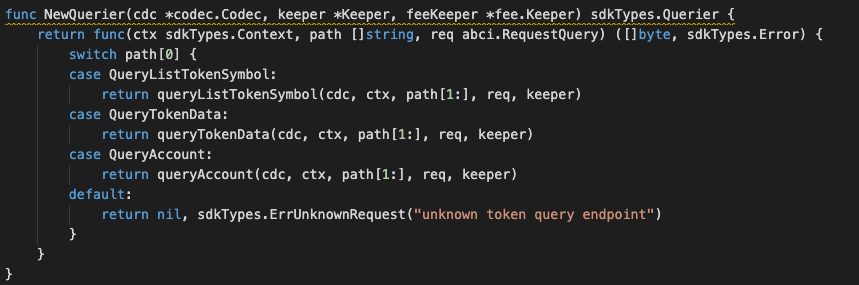 func NewQuerier(cdc *codec.Codec, keeper *Keeper, feeKeeper *fee.Keeper) sdkTypes.Querier {
    return func(ctx sdkTypes.Context, path []string, req abci.RequestQuery) ([]byte, sdkTypes.Error) {
        switch path[0] {
        case QueryListTokenSymbol:
            return queryListTokenSymbol(cdc, ctx, path[1:], req, keeper)
        case QueryTokenData:
            return queryTokenData(cdc, ctx, path[1:], req, keeper)
        case QueryAccount:
            return queryAccount(cdc, ctx, path[1:], req, keeper)
        default:
            return nil, sdkTypes.ErrUnknownRequest("unknown token query endpoint")
        }
    }
}